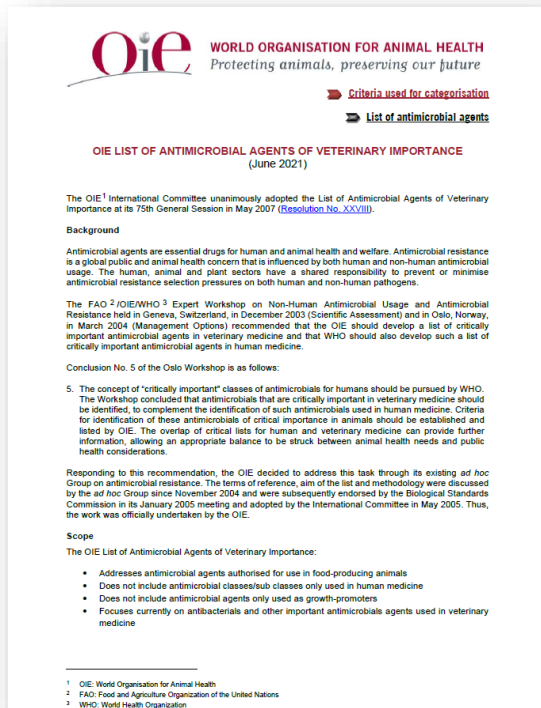 OiE
WORLD ORGANISATION FOR ANIMAL HEALTH
Protecting animals, preserving our future
Criteria used for categorisation
List of antimicrobial agents
OIE LIST OF ANTIMICROBIAL AGENTS OF VETERINARY IMPORTANCE
(June 2021)
The OIE1 International Committee unanimously adopted the List of Antimicrobial Agents of Veterinary
Importance at its 75th General Session in May 2007 (Resolution No. XXVIII).
Background
Antimicrobial agents are essential drugs for human and animal health and welfare. Antimicrobial resistance
is a global public and animal health concern that is influenced by both human and non-human antimicrobial
usage. The human, animal and plant sectors have a shared responsibility to prevent or minimise
antimicrobial resistance selection pressures on both human and non-human pathogens.
The FAO 2 /OIE/WHO 3 Expert Workshop on Non-Human Antimicrobial Usage and Antimicrobial
Resistance held in Geneva, Switzerland, in December 2003 (Scientific Assessment) and in Oslo, Norway,
in March 2004 (Management Options) recommended that the OIE should develop a list of critically
important antimicrobial agents in veterinary medicine and that WHO should also develop such a list of
critically important antimicrobial agents in human medicine.
Conclusion No. 5 of the Oslo Workshop is as follows:
5. The concept of "critically important" classes of antimicrobials for humans should be pursued by WHO.
The Workshop concluded that antimicrobials that are critically important in veterinary medicine should
be identified, to complement the identification of such antimicrobials used in human medicine. Criteria
for identification of these antimicrobials of critical importance in animals should be established and
listed by OIE. The overlap of critical lists for human and veterinary medicine can provide further
information, allowing an appropriate balance to be struck between animal health needs and public
health considerations.
Responding to this recommendation, the OIE decided to address this task through its existing ad hoc
Group on antimicrobial resistance. The terms of reference, aim of the list and methodology were discussed
by the ad hoc Group since November 2004 and were subsequently endorsed by the Biological Standards
Commission in its January 2005 meeting and adopted by the International Committee in May 2005. Thus,
the work was officially undertaken by the OIE.
Scope
The OIE List of Antimicrobial Agents of Veterinary Importance:
• Addresses antimicrobial agents authorised for use in food-producing animals
• Does not include antimicrobial classes/sub classes only used in human medicine
• Does not include antimicrobial agents only used as growth-promoters
• Focuses currently on antibacterials and other important antimicrobials agents used in veterinary
medicine
1 OIE: World Organisation for Animal Health
2 FAO: Food and Agriculture Organization of the United Nations
3 WHO: World Health Organization